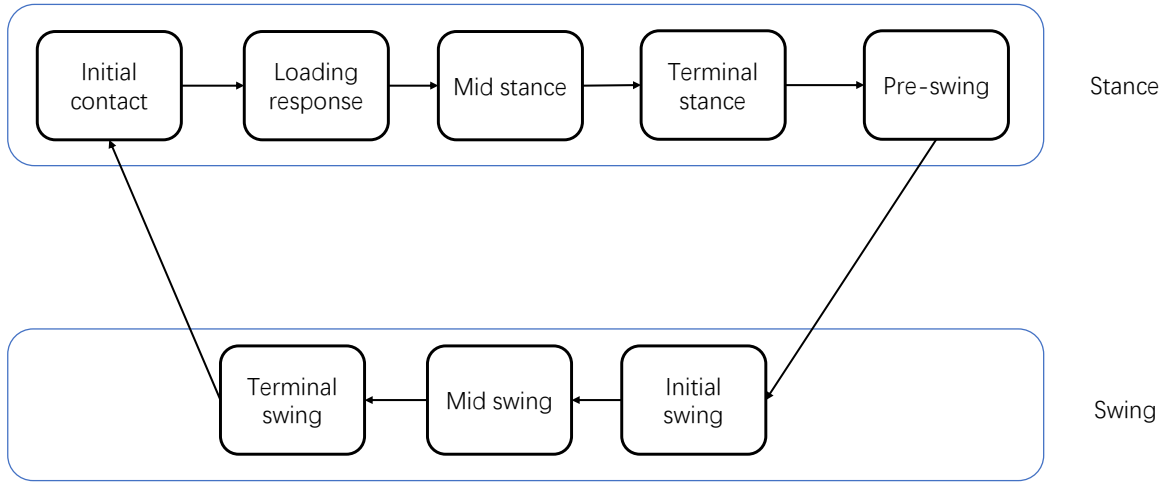 Initial
contact
Loading
response
Mid stance
Terminal
stance
Pre-swing
Stance
Terminal
swing
Mid swing
Initial
swing
Swing